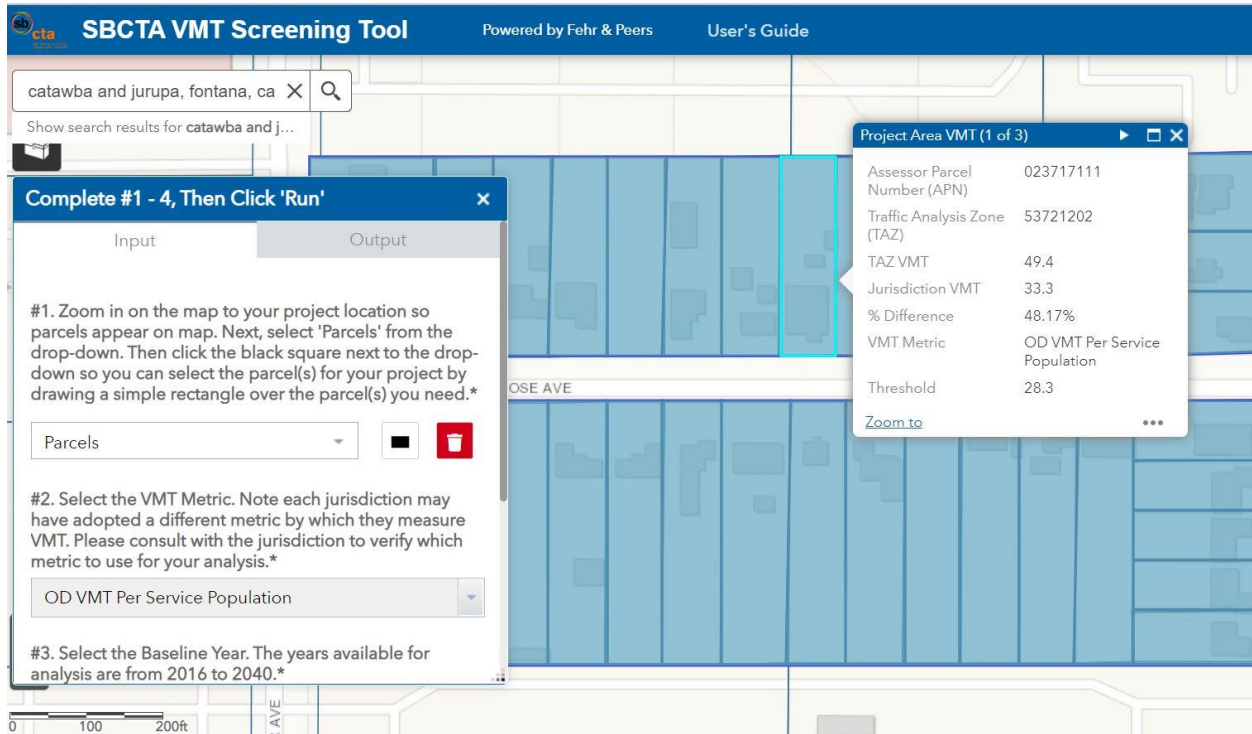 sb
cta
SBCTA VMT Screening Tool
Powered by Fehr & Peers
User's Guide
catawba and jurupa, fontana, ca
Show search results for catawba and j...
Complete #1 - 4, Then Click 'Run'
Input
Output
#1. Zoom in on the map to your project location so
parcels appear on map. Next, select 'Parcels' from the
drop-down. Then click the black square next to the drop-
down so you can select the parcel(s) for your project by
drawing a simple rectangle over the parcel(s) you need.*
Parcels
#2. Select the VMT Metric. Note each jurisdiction may
have adopted a different metric by which they measure
VMT. Please consult with the jurisdiction to verify which
metric to use for your analysis.*
OD VMT Per Service Population
#3. Select the Baseline Year. The years available for
analysis are from 2016 to 2040.*
0 100 200ft
AVE
OSE AVE
Project Area VMT (1 of 3)
Assessor Parcel
Number (APN)
023717111
Traffic Analysis Zone
(TAZ)
53721202
TAZ VMT
49.4
Jurisdiction VMT
33.3
% Difference
48.17%
VMT Metric
OD VMT Per Service
Population
Threshold
28.3
Zoom to